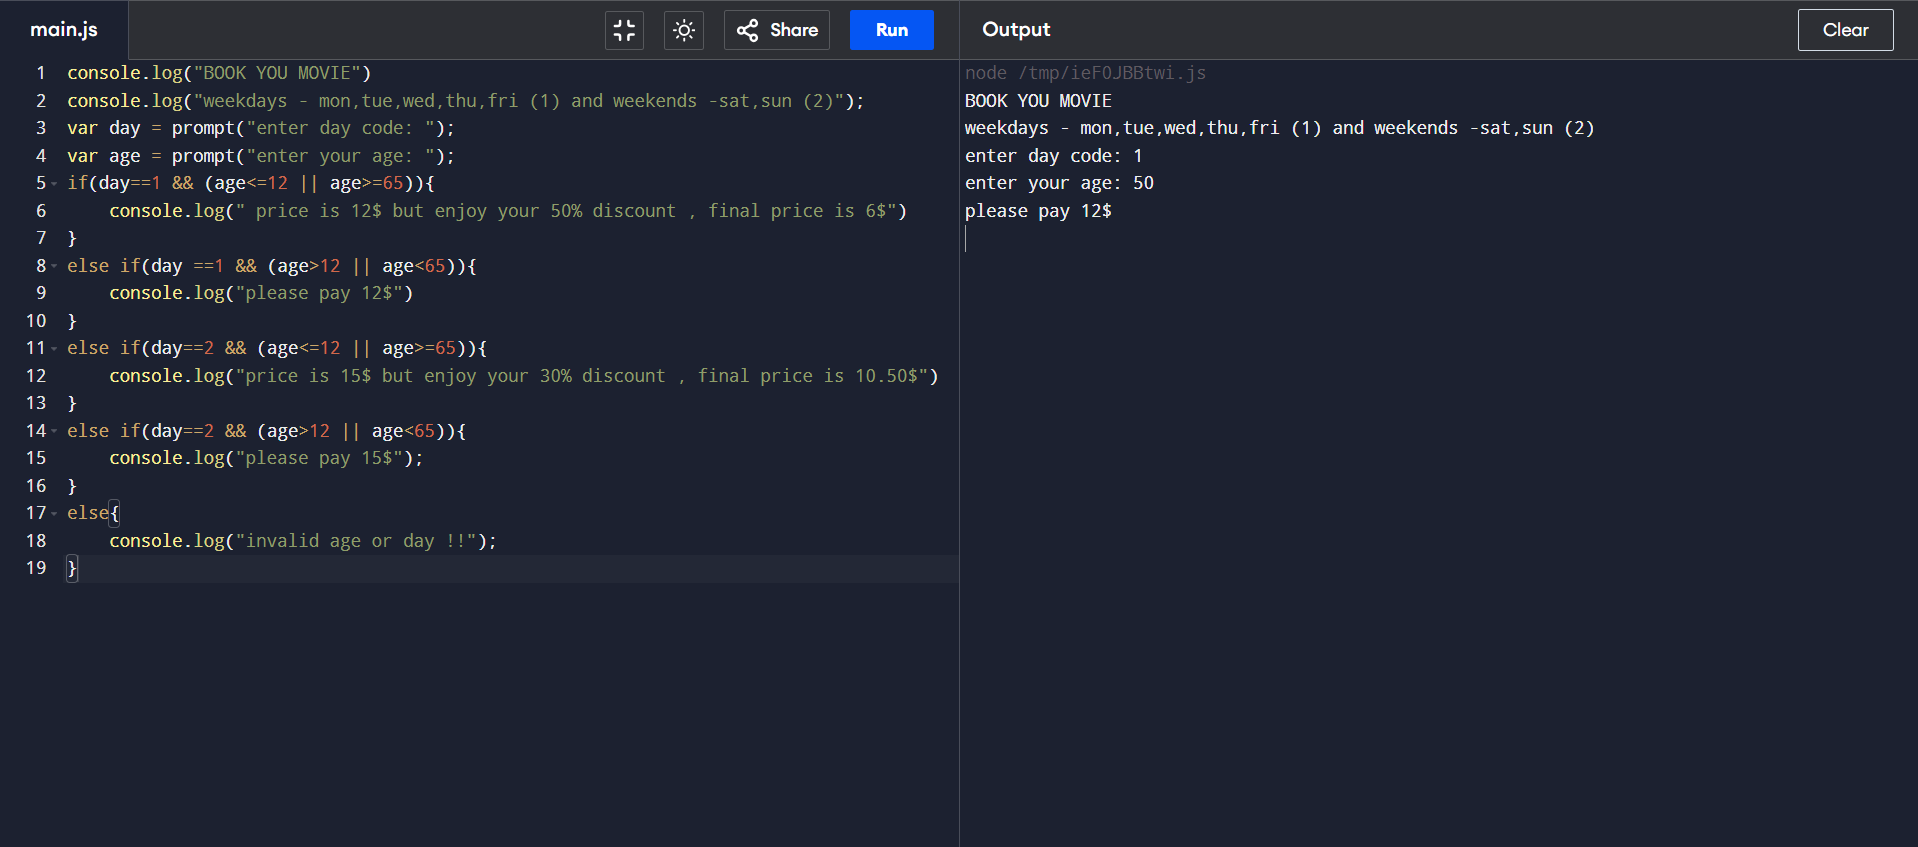 main.js
Share
Run
Output
Clear
1 console.log("BOOK YOU MOVIE")
2 console.log("weekdays - mon,tue,wed,thu,fri (1) and weekends -sat,sun (2)");
3 var day = prompt("enter day code: ");
4 var age = prompt("enter your age: ");
5 if(day==1 && (age<=12 || age>=65)){
6     console.log(" price is 12$ but enjoy your 50% discount , final price is 6$")
7 }
8 else if(day ==1 && (age>12 || age<65)){
9     console.log("please pay 12$")
10 }
11 else if(day==2 && (age<=12 || age>=65)){
12     console.log("price is 15$ but enjoy your 30% discount , final price is 10.50$")
13 }
14 else if(day==2 && (age>12 || age<65)){
15     console.log("please pay 15$");
16 }
17 else{
18     console.log("invalid age or day !!");
19 }
node /tmp/ieF0JBBtwi.js
BOOK YOU MOVIE
weekdays - mon,tue,wed,thu,fri (1) and weekends -sat,sun (2)
enter day code: 1
enter your age: 50
please pay 12$